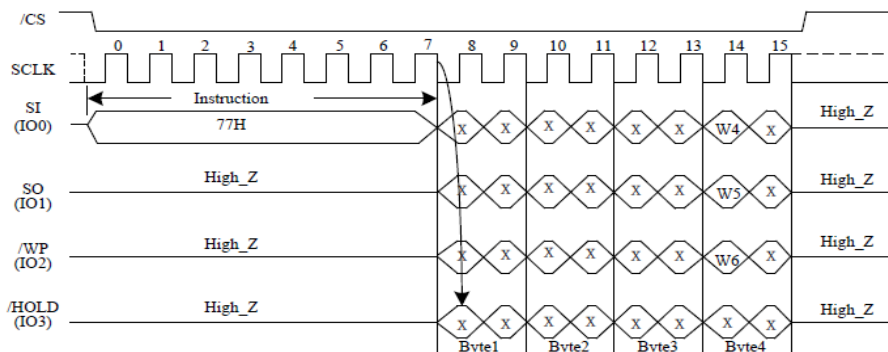 /CS
0 1 2 3 4 5 6 7 8 9 10 11 12 13 14 15
SCLK
SI
(IO0)
Instruction
77H
X X X X X X W4 X
High_Z
SO
(IO1)
High_Z
X X X X X X W5 X
High_Z
/WP
(IO2)
High_Z
X X X X X X W6 X
High_Z
/HOLD
(IO3)
High_Z
X X X X X X X X
High_Z
Byte1 Byte2 Byte3 Byte4